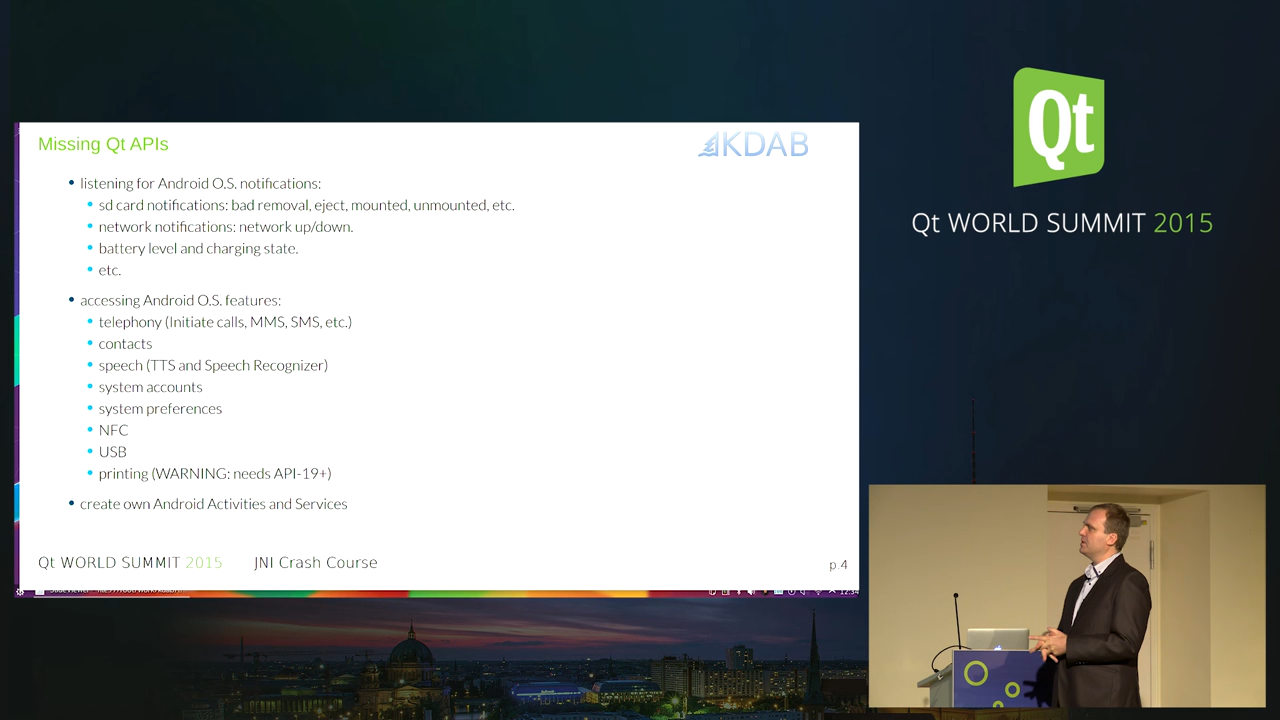 Missing Qt APIs
KDAB
• listening for Android O.S. notifications:
• sd card notifications: bad removal, eject, mounted, unmounted, etc.
• network notifications: network up/down.
• battery level and charging state.
• etc.
• accessing Android O.S. features:
• telephony (Initiate calls, MMS, SMS, etc.)
• contacts
• speech (TTS and Speech Recognizer)
• system accounts
• system preferences
• NFC
• USB
• printing (WARNING: needs API-19+)
• create own Android Activities and Services
Qt WORLD SUMMIT 2015 JNI Crash Course
p.4
12:54
Qt
Qt WORLD SUMMIT 2015